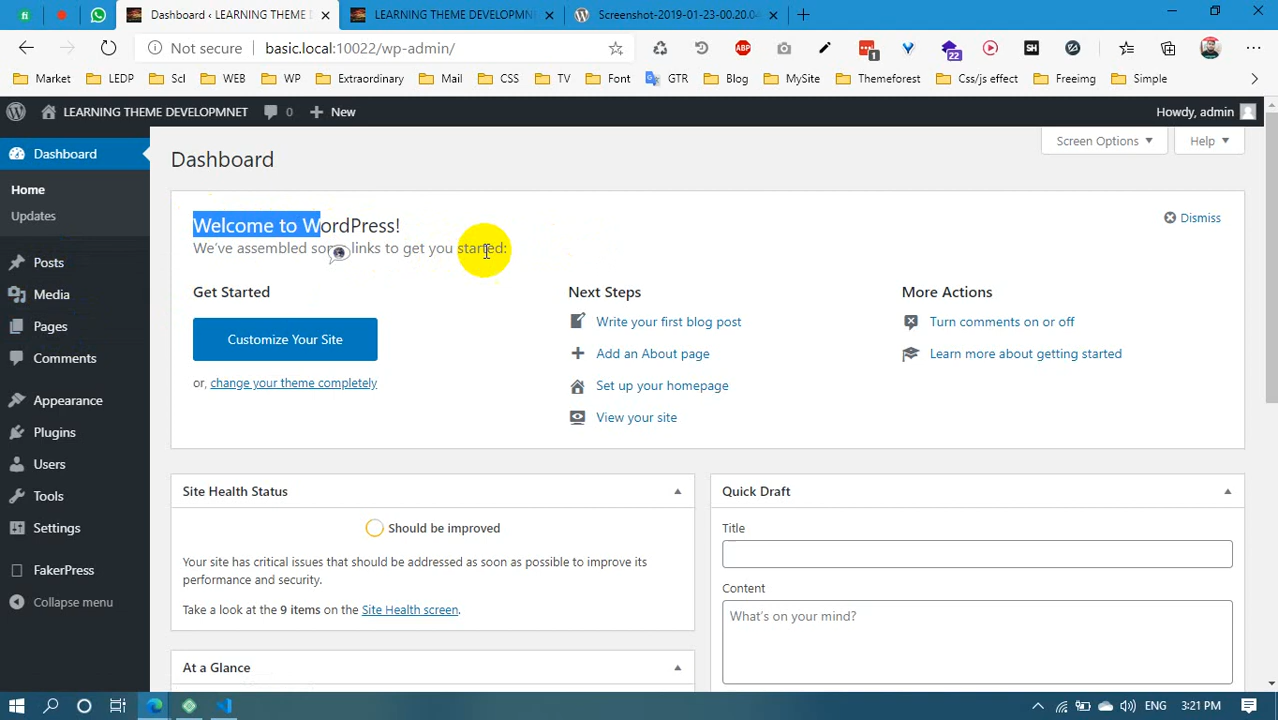 Dashboard ‹ LEARNING THEME D
LEARNING THEME DEVELOPMN
Screenshot-2019-01-23-00.20.04
Not secure
basic.local:10022/wp-admin/
ABP
1
22
SH
Market
LEDP
Scl
WEB
WP
Extraordinary
Mail
CSS
TV
Font
GTR
Blog
MySite
Themeforest
Css/js effect
Freeimg
Simple
LEARNING THEME DEVELOPMNET
0
New
Howdy, admin
Dashboard
Home
Updates
Posts
Media
Pages
Comments
Appearance
Plugins
Users
Tools
Settings
FakerPress
Collapse menu
Dashboard
Screen Options
Help
Welcome to WordPress!
We've assembled some links to get you started:
Dismiss
Get Started
Customize Your Site
or, change your theme completely
Next Steps
Write your first blog post
Add an About page
Set up your homepage
View your site
More Actions
Turn comments on or off
Learn more about getting started
Site Health Status
Should be improved
Your site has critical issues that should be addressed as soon as possible to improve its
performance and security.
Take a look at the 9 items on the Site Health screen.
At a Glance
Quick Draft
Title
Content
What's on your mind?
ENG
3:21 PM